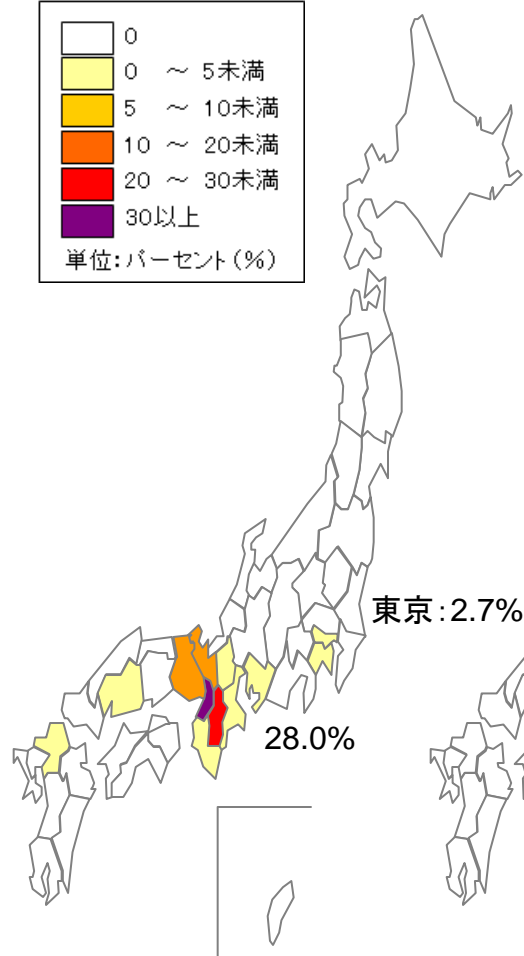 0
0 ～ 5未満
5 ～ 10未満
10 ～ 20未満
20 ～ 30未満
30以上
単位:パーセント(%)
東京:2.7%
28.0%